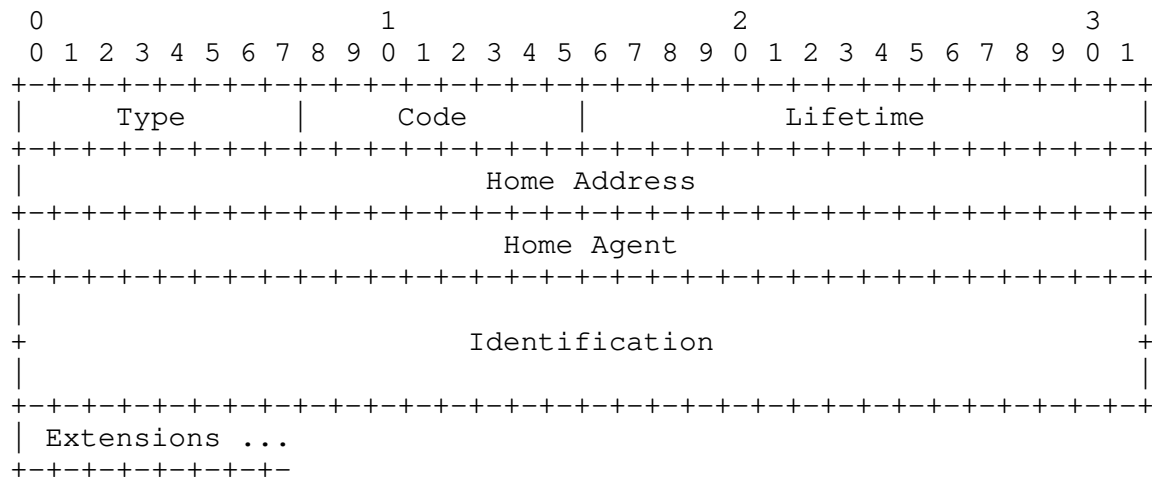 0                   1                   2                   3
 0 1 2 3 4 5 6 7 8 9 0 1 2 3 4 5 6 7 8 9 0 1 2 3 4 5 6 7 8 9 0 1
+-+-+-+-+-+-+-+-+-+-+-+-+-+-+-+-+-+-+-+-+-+-+-+-+-+-+-+-+-+-+-+-+
|     Type      |     Code      |           Lifetime            |
+-+-+-+-+-+-+-+-+-+-+-+-+-+-+-+-+-+-+-+-+-+-+-+-+-+-+-+-+-+-+-+-+
|                          Home Address                         |
+-+-+-+-+-+-+-+-+-+-+-+-+-+-+-+-+-+-+-+-+-+-+-+-+-+-+-+-+-+-+-+-+
|                           Home Agent                          |
+-+-+-+-+-+-+-+-+-+-+-+-+-+-+-+-+-+-+-+-+-+-+-+-+-+-+-+-+-+-+-+-+
|                                                               |
+                         Identification                        +
|                                                               |
+-+-+-+-+-+-+-+-+-+-+-+-+-+-+-+-+-+-+-+-+-+-+-+-+-+-+-+-+-+-+-+-+
| Extensions ...
+-+-+-+-+-+-+-+-